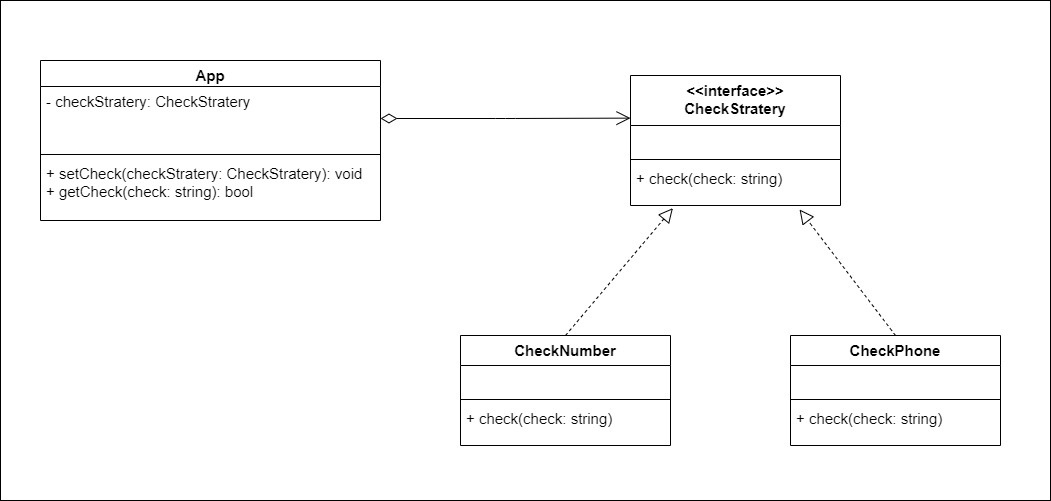 App
- checkStratery: CheckStratery
+ setCheck(checkStratery: CheckStratery): void
+ getCheck(check: string): bool
<<interface>>
CheckStratery
+ check(check: string)
CheckNumber
+ check(check: string)
CheckPhone
+ check(check: string)